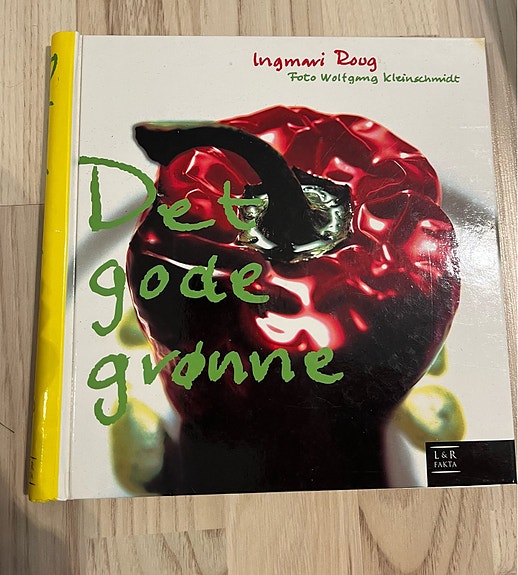 Ingmari Roug
Foto Wolfgang Kleinschmidt
Det
gode
grønne
L & R
FAKTA